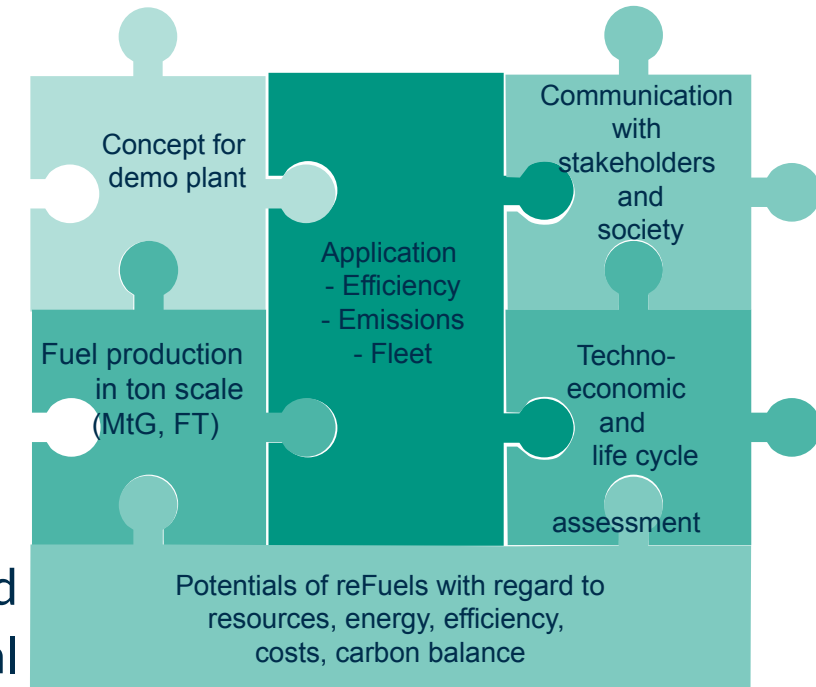 Concept for
demo plant
Communication
with
stakeholders
and
society
Application
- Efficiency
- Emissions
- Fleet
Fuel production
in ton scale
(MtG, FT)
Techno-
economic
and
life cycle
assessment
Potentials of reFuels with regard to
resources, energy, efficiency,
costs, carbon balance